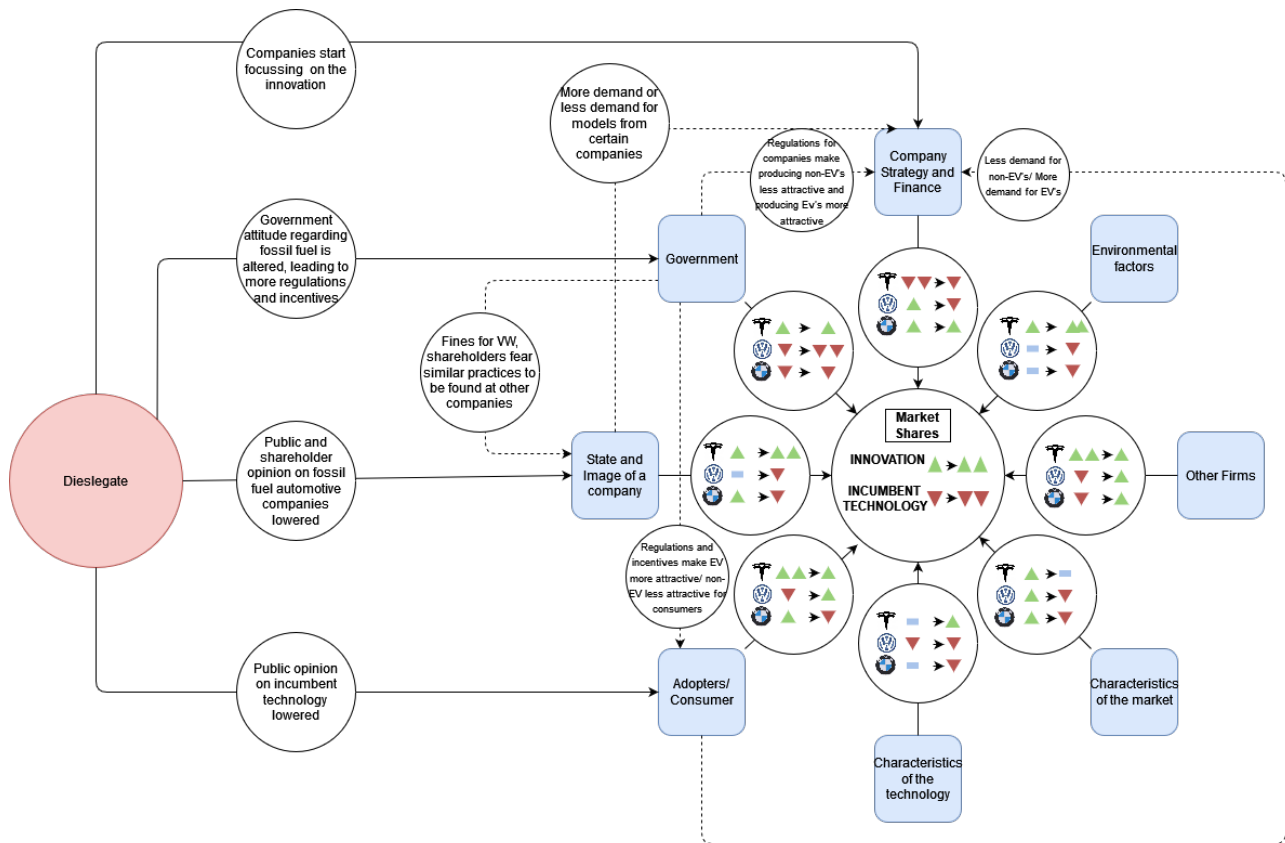 Companies start
focussing on the
innovation
More demand or
less demand for
models from
certain
companies
Regulations for
companies make
producing non-EV's
less attractive and
producing Ev's more
attractive
Company
Strategy and
Finance
Less demand for
non-EV's/ More
demand for EV's
Government
attitude regarding
fossil fuel is
altered, leading to
more regulations
and incentives
Government
Environmental
factors
Fines for VW,
shareholders fear
similar practices to
be found at other
companies
Dieslegate
Public and
shareholder
opinion on fossil
fuel automotive
companies
lowered
State and
Image of a
company
Market
Shares
INNOVATION
INCUMBENT
TECHNOLOGY
Other Firms
Regulations and
incentives make EV
more attractive/ non-
EV less attractive for
consumers
Public opinion
on incumbent
technology
lowered
Adopters/
Consumer
Characteristics
of the market
Characteristics
of the
technology